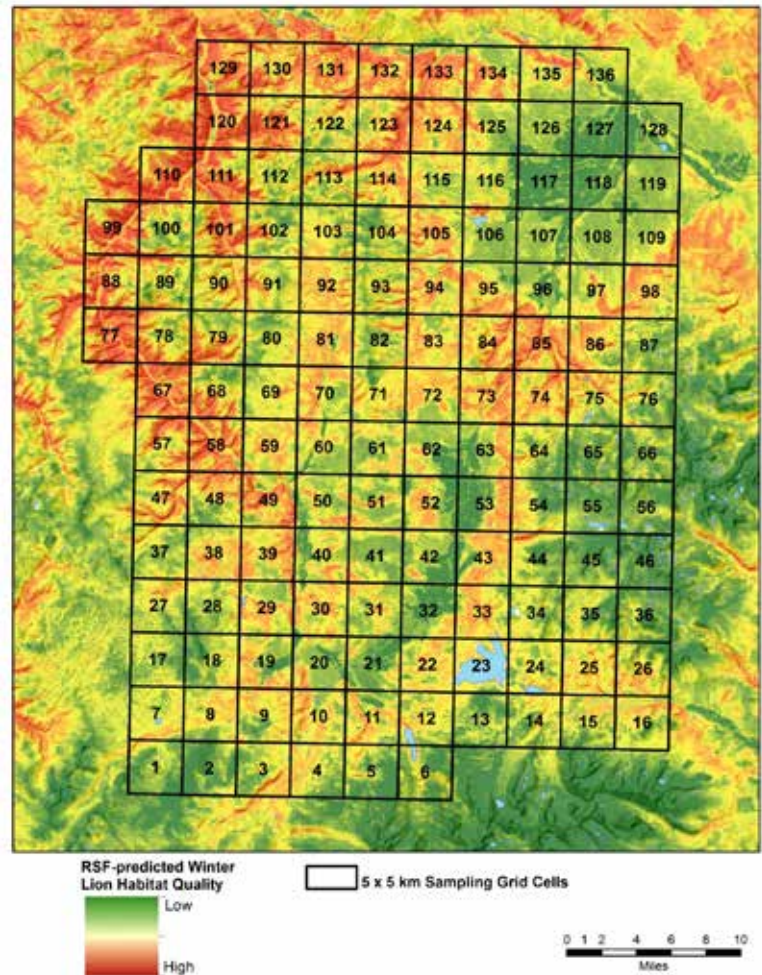 129 130 131 132 133 134 135 136
120 121 122 123 124 125 126 127 128
110 111 112 113 114 115 116 117 118 119
99 100 101 102 103 104 105 106 107 108 109
88 89 90 91 92 93 94 95 96 97 98
77 78 79 80 81 82 83 84 85 86 87
67 68 69 70 71 72 73 74 75 76
57 58 59 60 61 62 63 64 65 66
47 48 49 50 51 52 53 54 55 56
37 38 39 40 41 42 43 44 45 46
27 28 29 30 31 32 33 34 35 36
17 18 19 20 21 22 23 24 25 26
7 8 9 10 11 12 13 14 15 16
1 2 3 4 5 6
RSF-predicted Winter
Lion Habitat Quality
Low
High
5 x 5 km Sampling Grid Cells
0 1 2 4 6 8 10
Miles